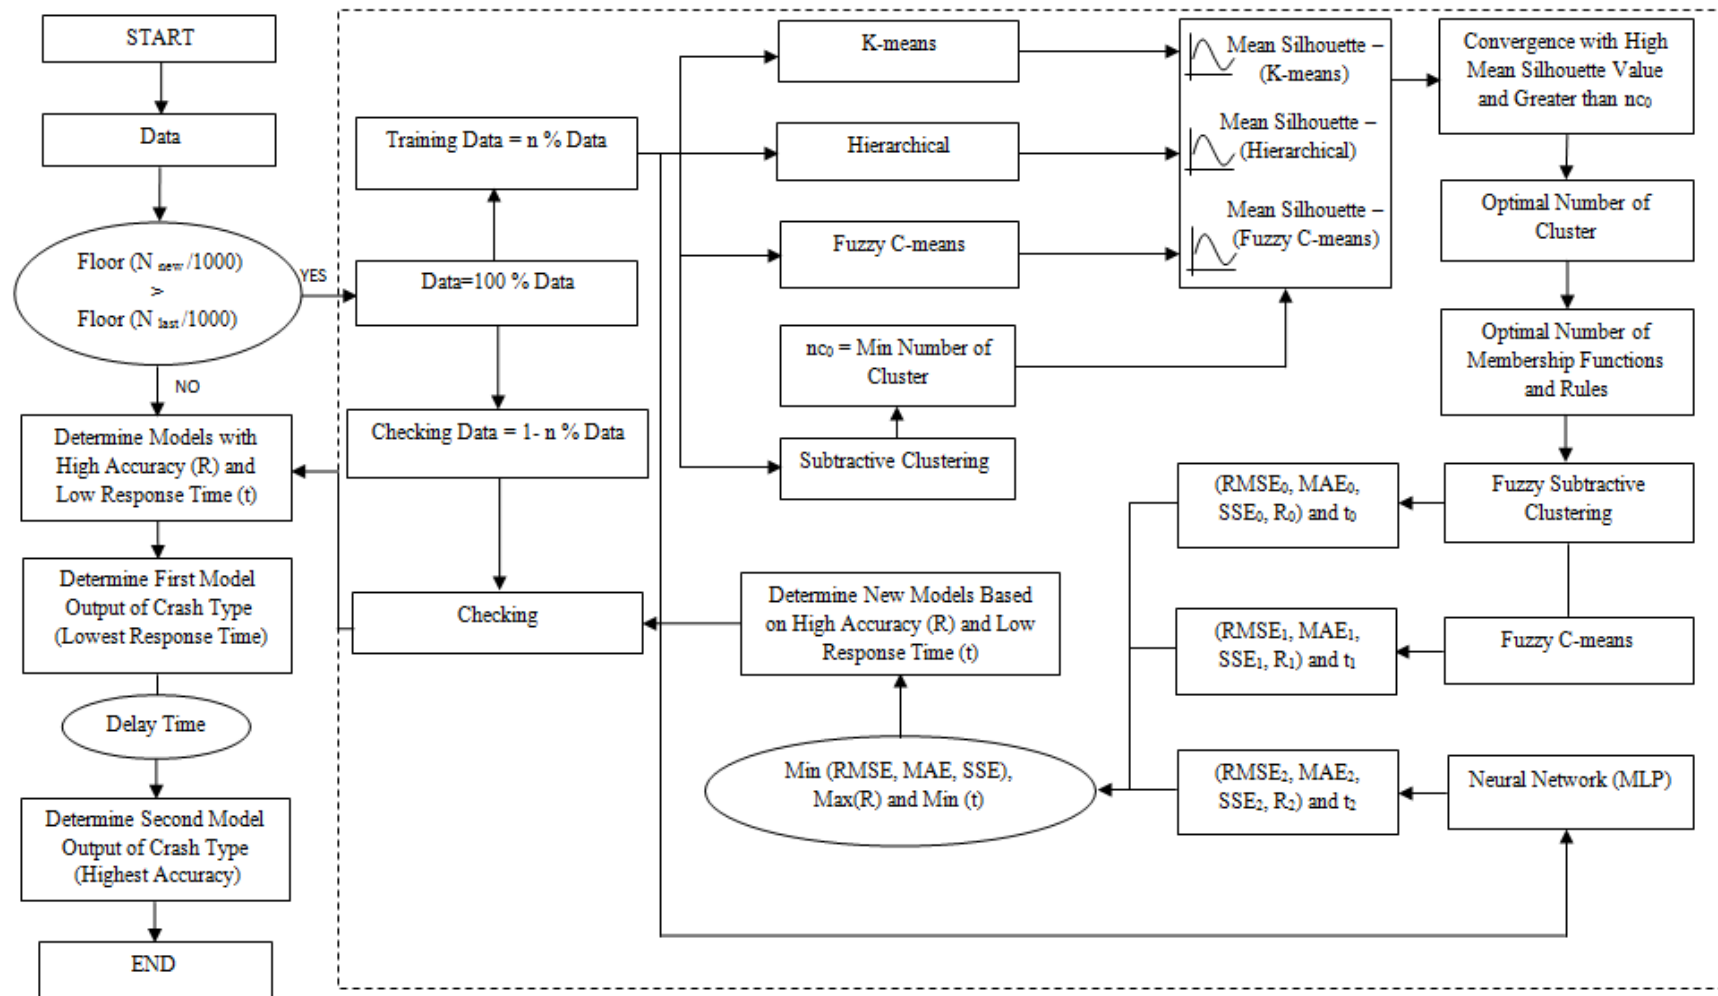 START
Data
Floor (N new /1000)
>
Floor (N last /1000)
YES
NO
Determine Models with
High Accuracy (R) and
Low Response Time (t)
Determine First Model
Output of Crash Type
(Lowest Response Time)
Delay Time
Determine Second Model
Output of Crash Type
(Highest Accuracy)
END
Training Data = n % Data
Data=100 % Data
Checking Data = 1- n % Data
Checking
K-means
Hierarchical
Fuzzy C-means
nc₀ = Min Number of
Cluster
Subtractive Clustering
Mean Silhouette –
(K-means)
Mean Silhouette –
(Hierarchical)
Mean Silhouette –
(Fuzzy C-means)
Convergence with High
Mean Silhouette Value
and Greater than nc₀
Optimal Number of
Cluster
Optimal Number of
Membership Functions
and Rules
Fuzzy Subtractive
Clustering
(RMSE₀, MAE₀,
SSE₀, R₀) and t₀
Fuzzy C-means
(RMSE₁, MAE₁,
SSE₁, R₁) and t₁
Neural Network (MLP)
(RMSE₂, MAE₂,
SSE₂, R₂) and t₂
Min (RMSE, MAE, SSE),
Max(R) and Min (t)
Determine New Models Based
on High Accuracy (R) and Low
Response Time (t)